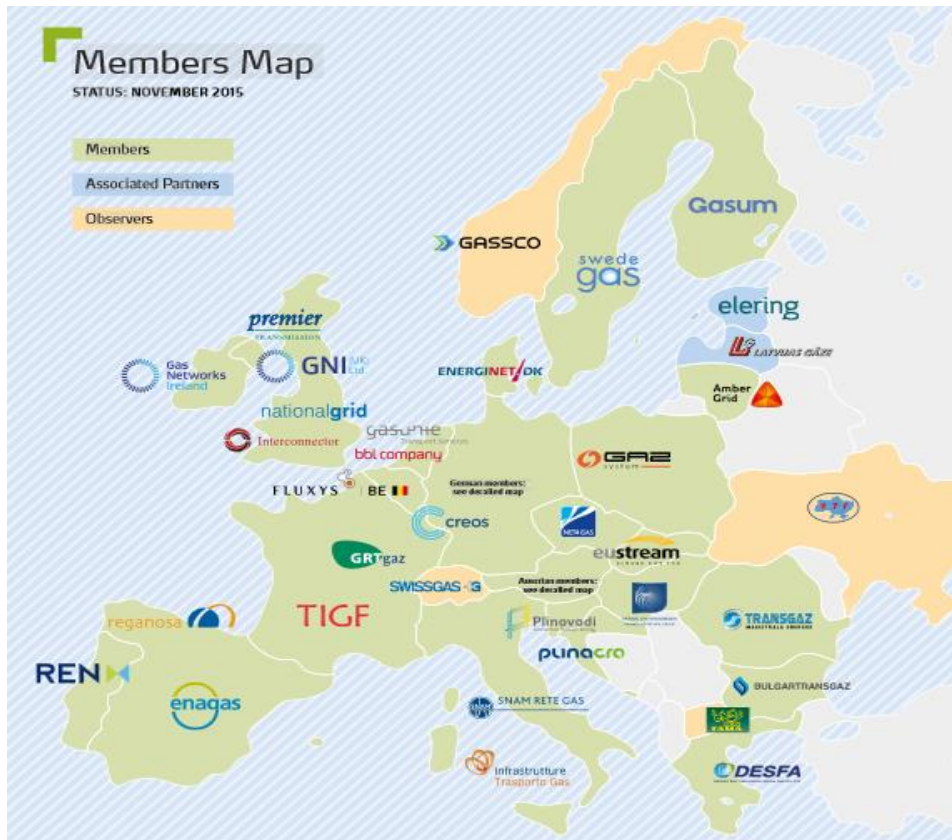 Members Map
STATUS: NOVEMBER 2015
Members
Associated Partners
Observers
Gasum
GASSCO
swede
gas
elering
premier
TRANSMISSION
LATVIJAS GĀZE
Gas
Networks
Ireland
GNI (UK)
Ltd.
ENERGINET/DK
Amber
Grid
nationalgrid
gasunie
Transport Services
Interconnector
bbl company
GAZ
system
FLUXYS BE
German members:
see detailed map
creos
NET4GAS
eustream
GRTgaz
SWISSGAS
Austrian members:
see detailed map
TIGF
reganosa
Plinovodi
TRANSGAZ
plinacro
REN
enagas
BULGARTRANSGAZ
SNAM RETE GAS
Infrastrutture
Trasporto Gas
DESFA